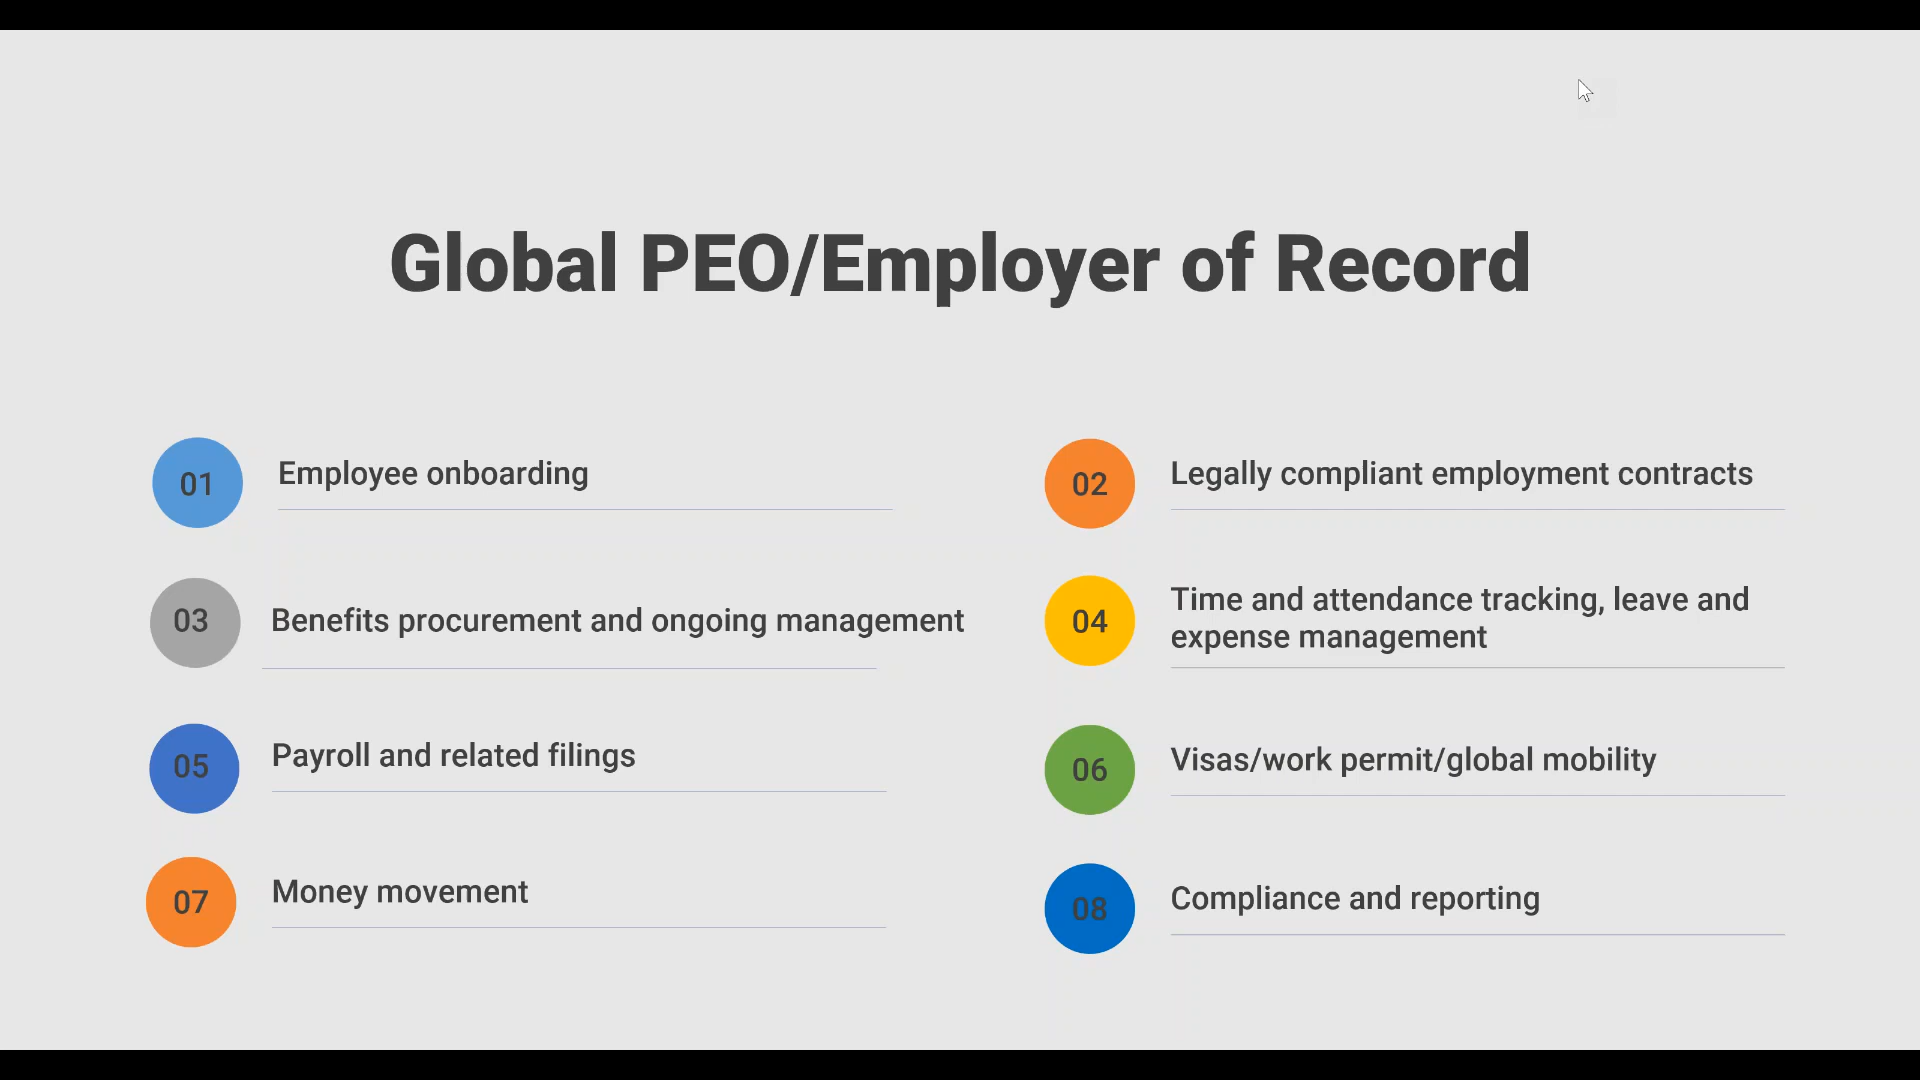 Global PEO/Employer of Record
01
Employee onboarding
02
Legally compliant employment contracts
03
Benefits procurement and ongoing management
04
Time and attendance tracking, leave and
expense management
05
Payroll and related filings
06
Visas/work permit/global mobility
07
Money movement
08
Compliance and reporting